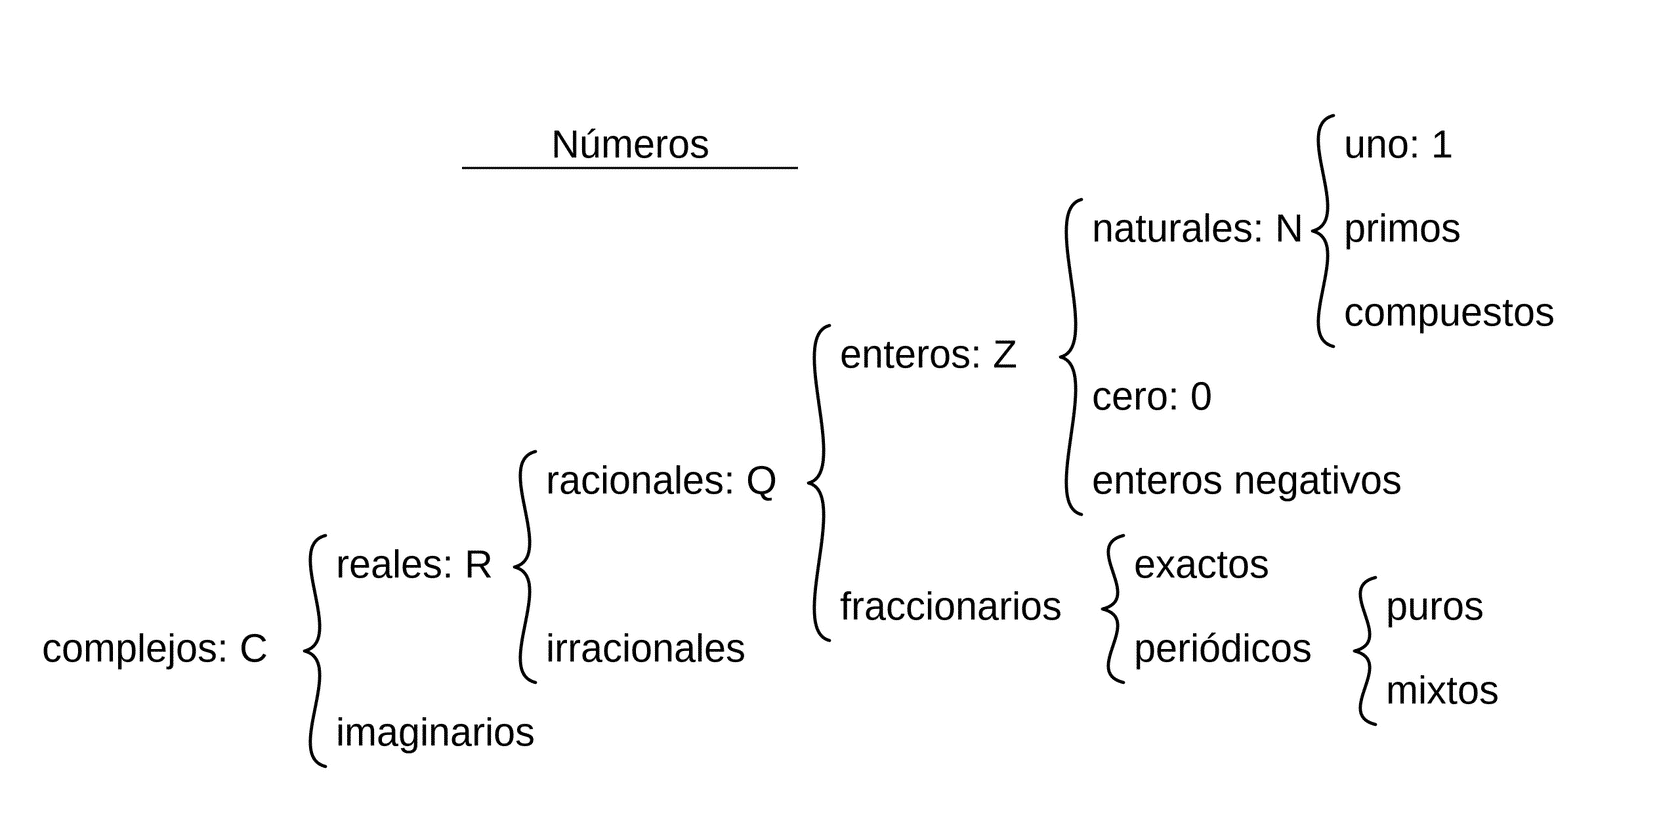 Números
uno: 1
naturales: N
primos
compuestos
enteros: Z
cero: 0
racionales: Q
enteros negativos
reales: R
exactos
fraccionarios
puros
complejos: C
irracionales
periódicos
mixtos
imaginarios